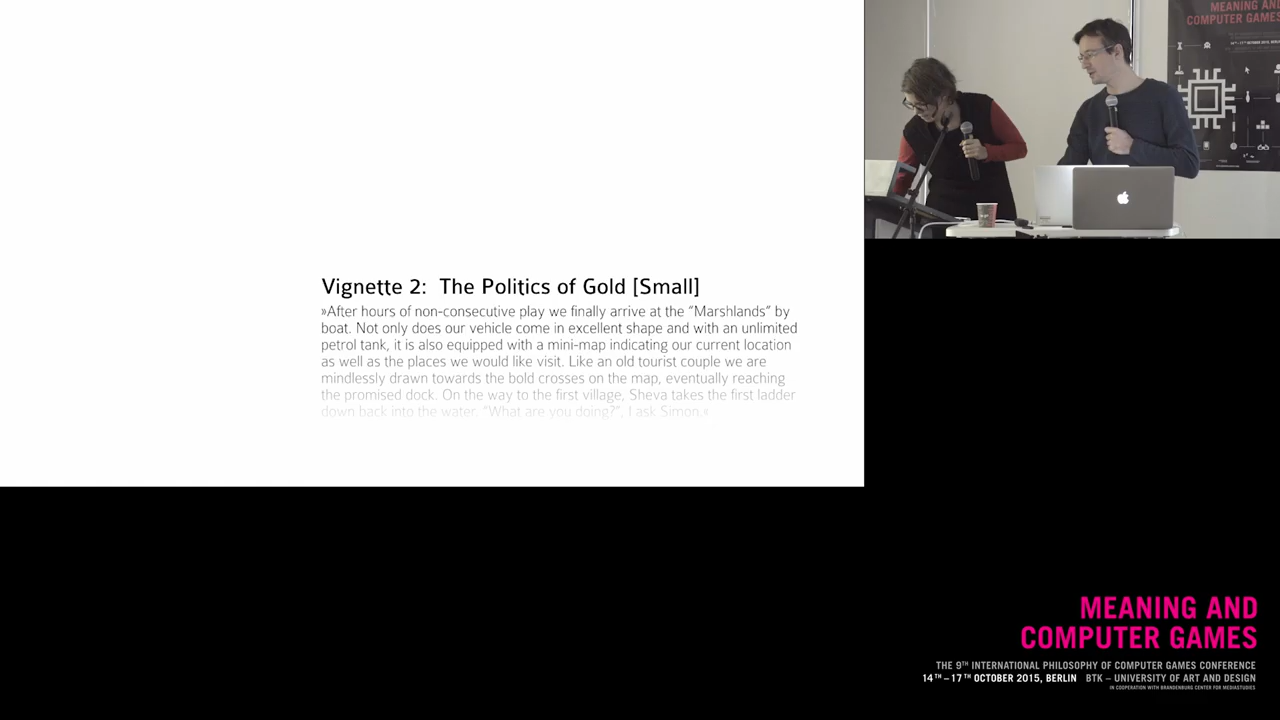 Vignette 2: The Politics of Gold [Small]
»After hours of non-consecutive play we finally arrive at the “Marshlands” by
boat. Not only does our vehicle come in excellent shape and with an unlimited
petrol tank, it is also equipped with a mini-map indicating our current location
as well as the places we would like visit. Like an old tourist couple we are
mindlessly drawn towards the bold crosses on the map, eventually reaching
the promised dock. On the way to the first village, Sheva takes the first ladder
down back into the water. “What are you doing?”, I ask Simon.«
MEANING AND
COMPUTER GAMES
14TH – 17TH OCTOBER 2015, BERLIN
MEANING AND
COMPUTER GAMES
THE 9TH INTERNATIONAL PHILOSOPHY OF COMPUTER GAMES CONFERENCE
14TH – 17TH OCTOBER 2015, BERLIN BTK – UNIVERSITY OF ART AND DESIGN
IN COOPERATION WITH BRANDENBURG CENTER FOR MEDIASTUDIES